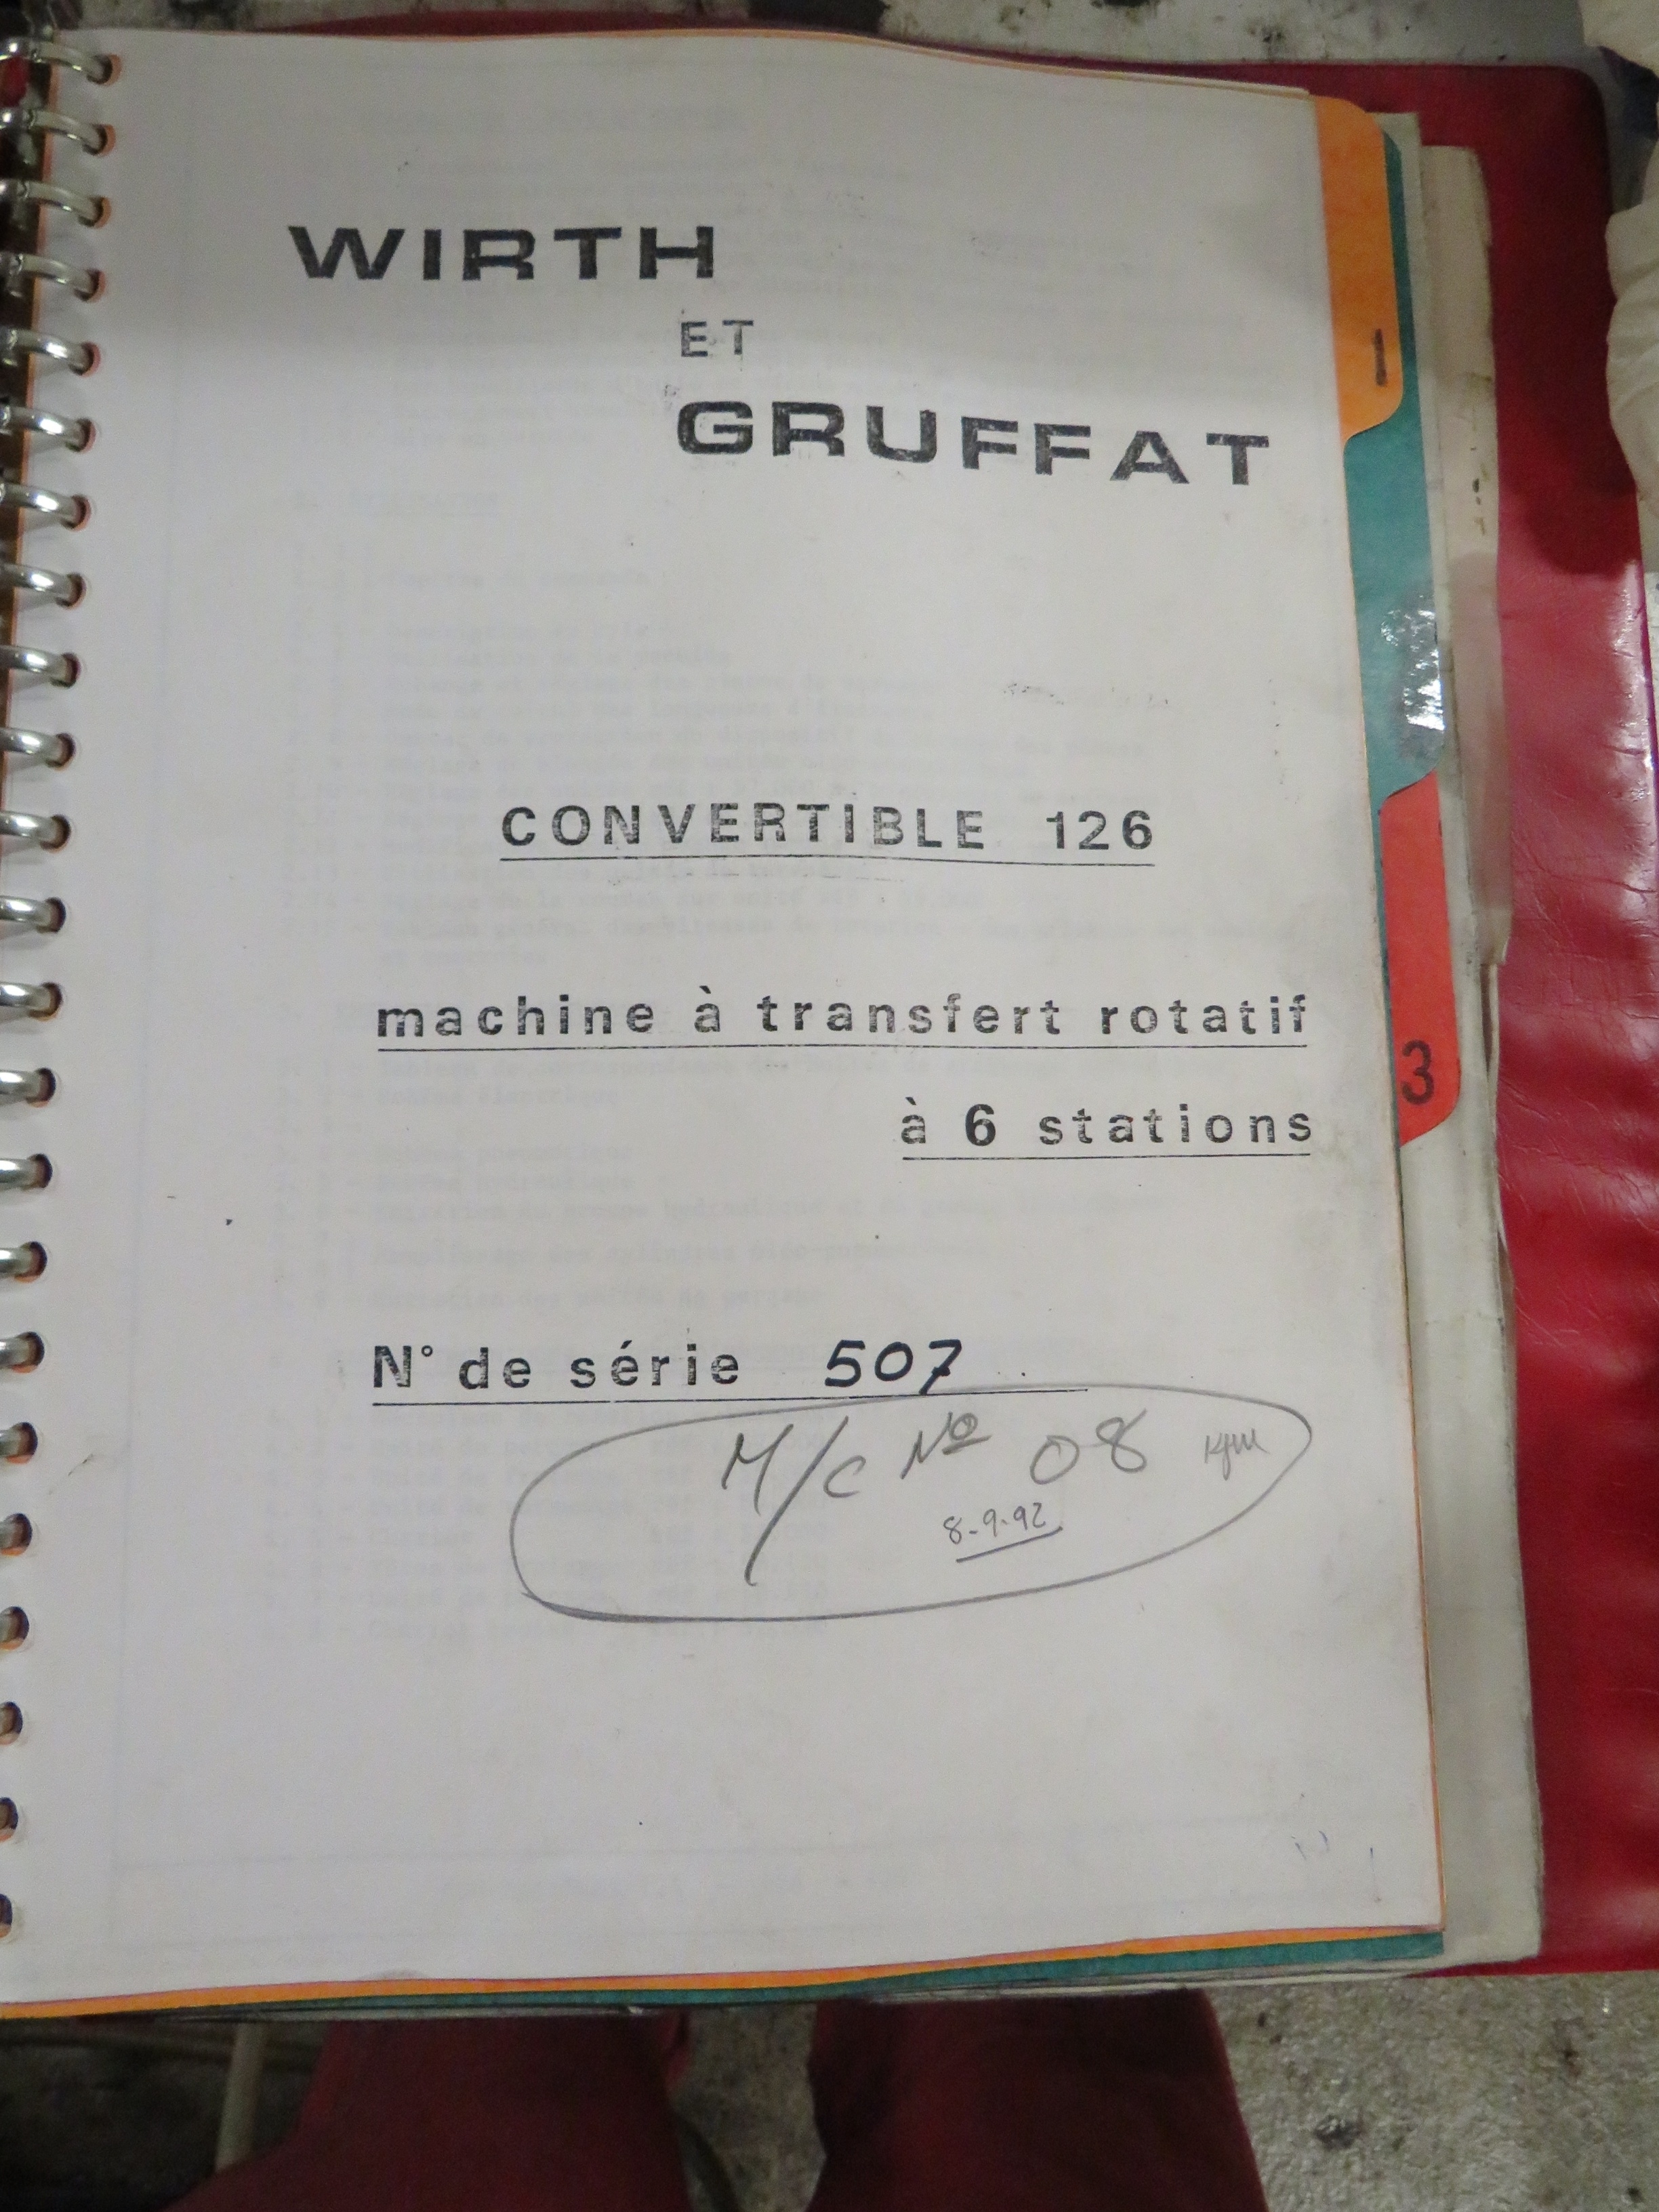 WIRTH
ET
GRUFFAT
1
CONVERTIBLE 126
machine à transfert rotatif
à 6 stations
3
N° de série 507
M/C Nº 08
8-9-92